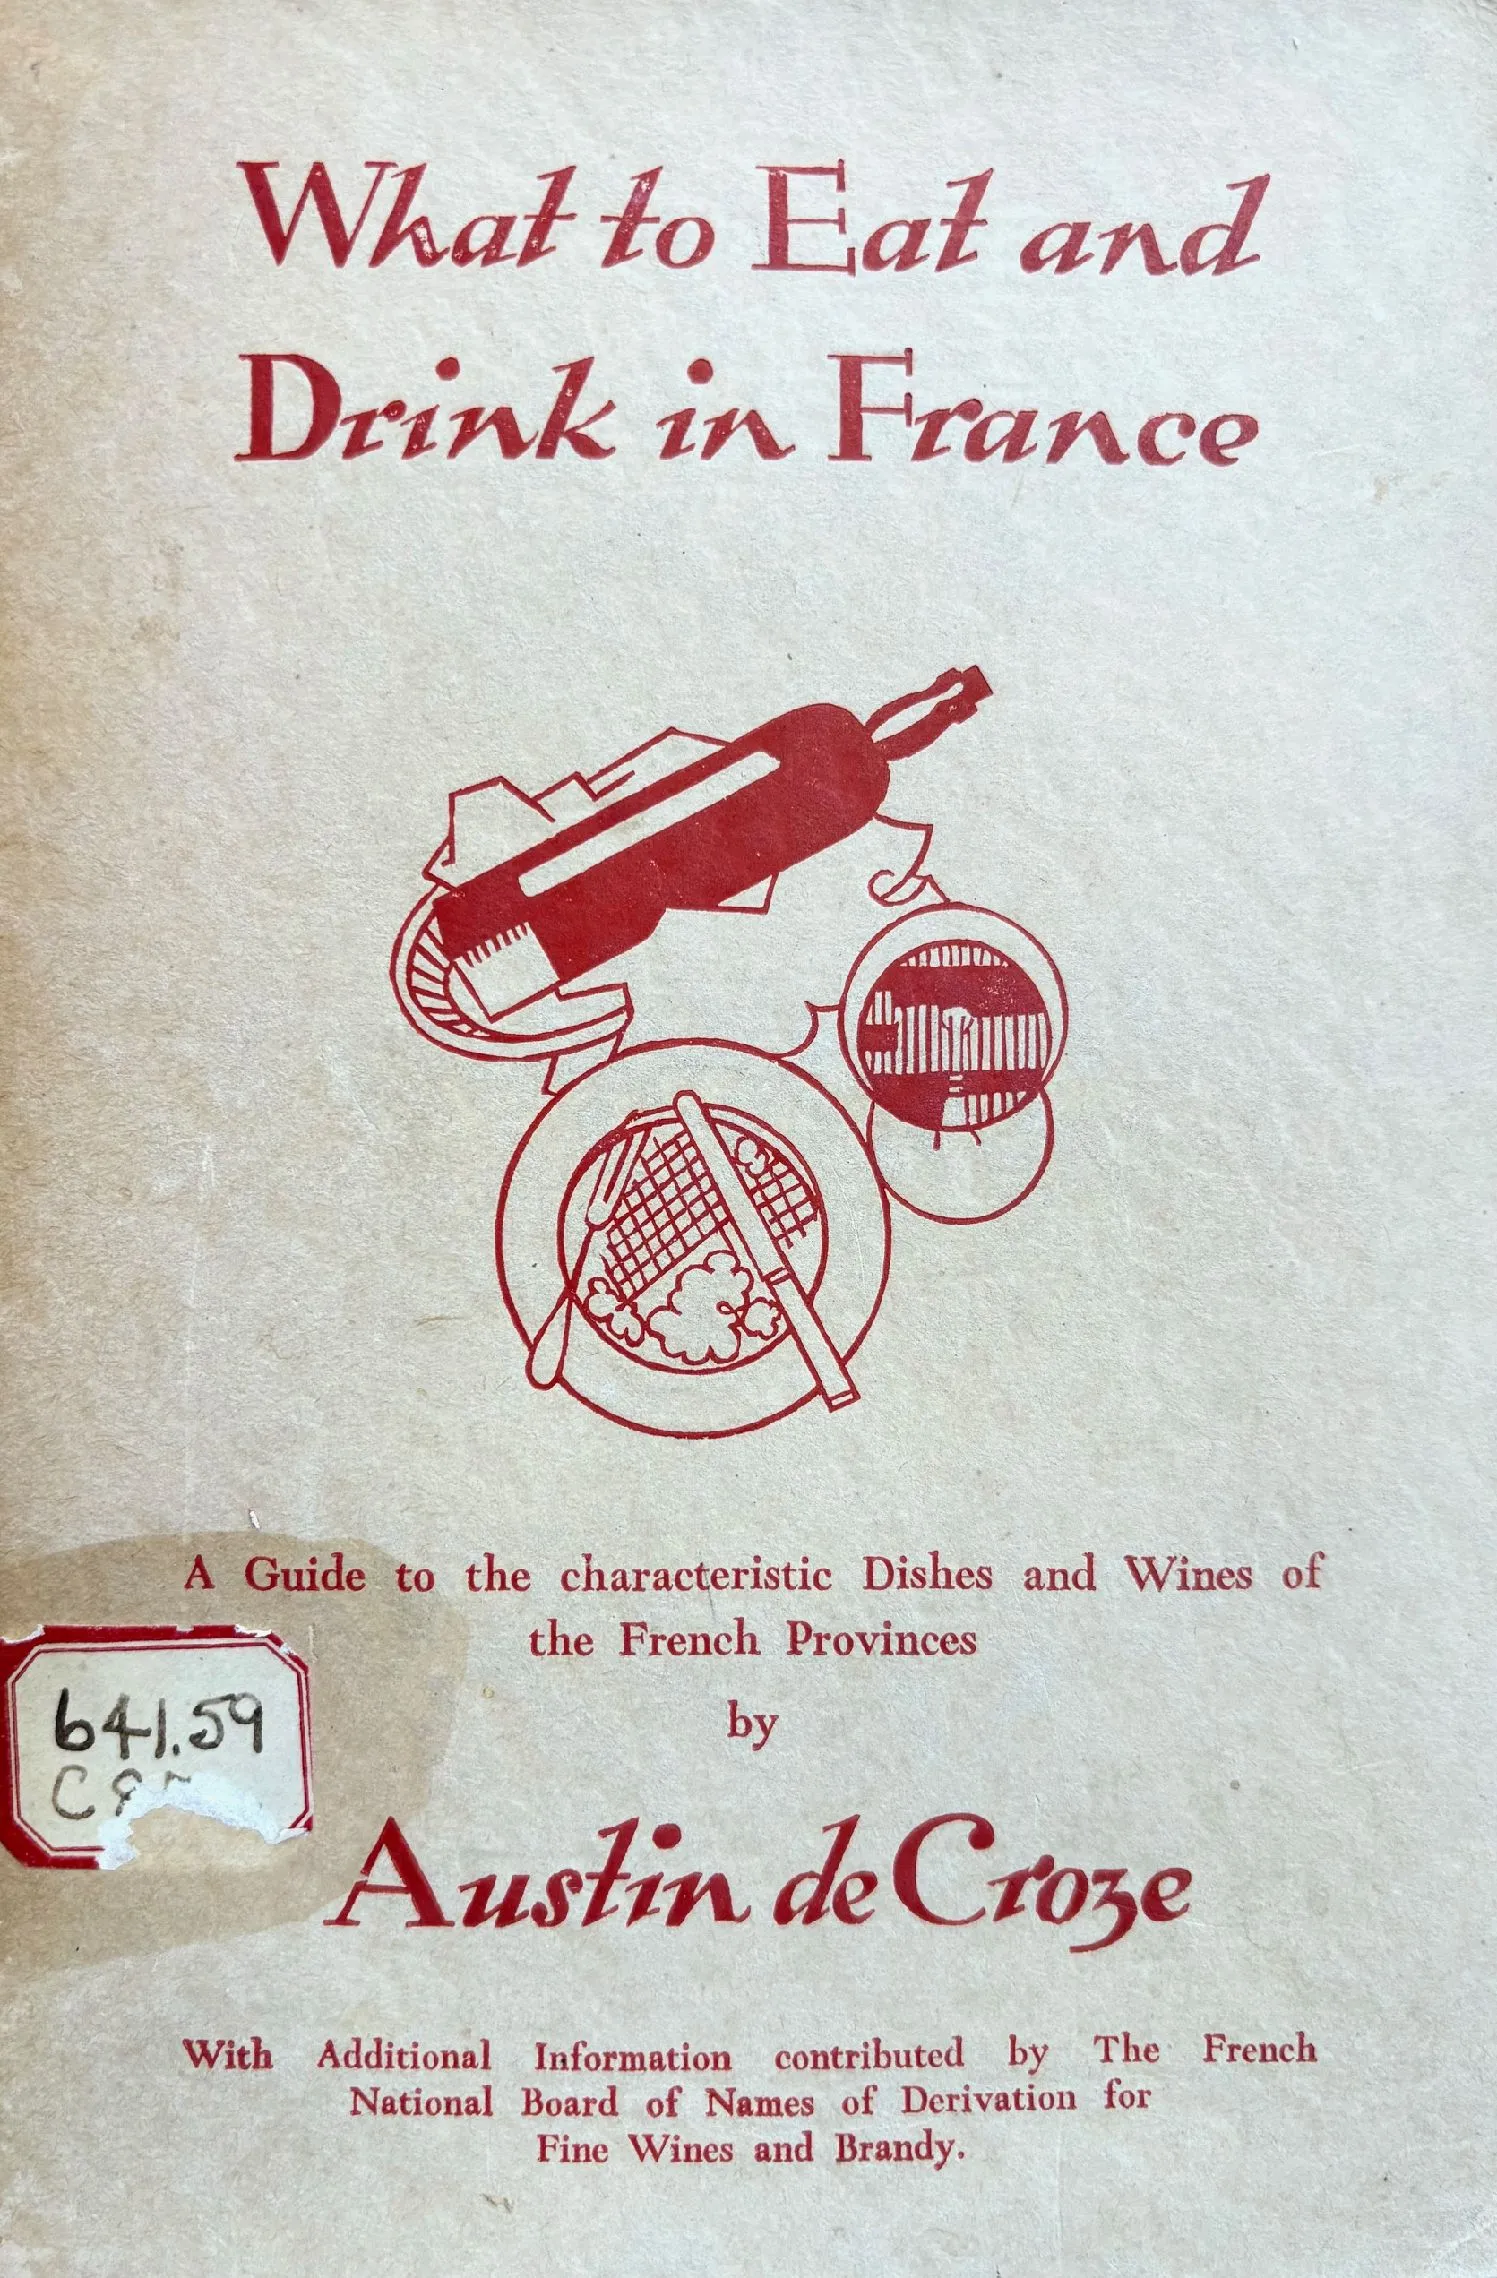 What to Eat and
Drink in France
A Guide to the characteristic Dishes and Wines of
the French Provinces
by
641.59
Austin de Croze
With Additional Information contributed by The French
National Board of Names of Derivation for
Fine Wines and Brandy.